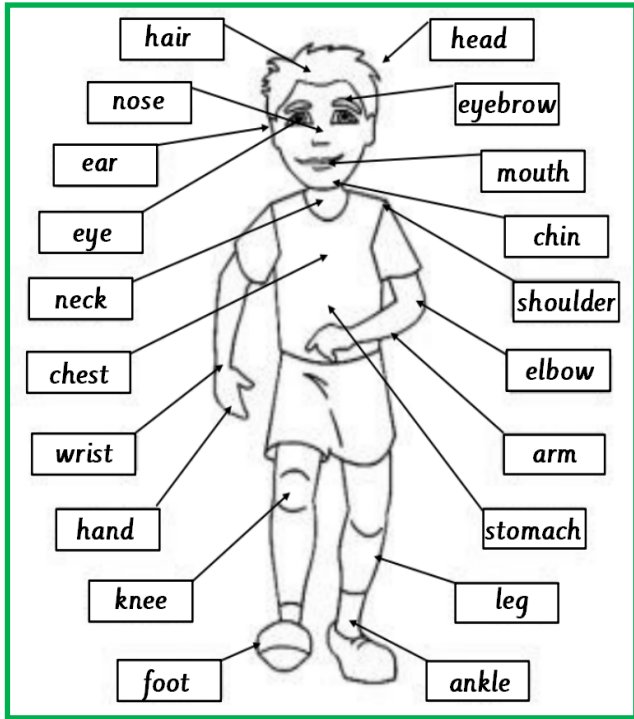 hair
head
nose
eyebrow
ear
mouth
eye
chin
neck
shoulder
chest
elbow
wrist
arm
hand
stomach
knee
leg
foot
ankle